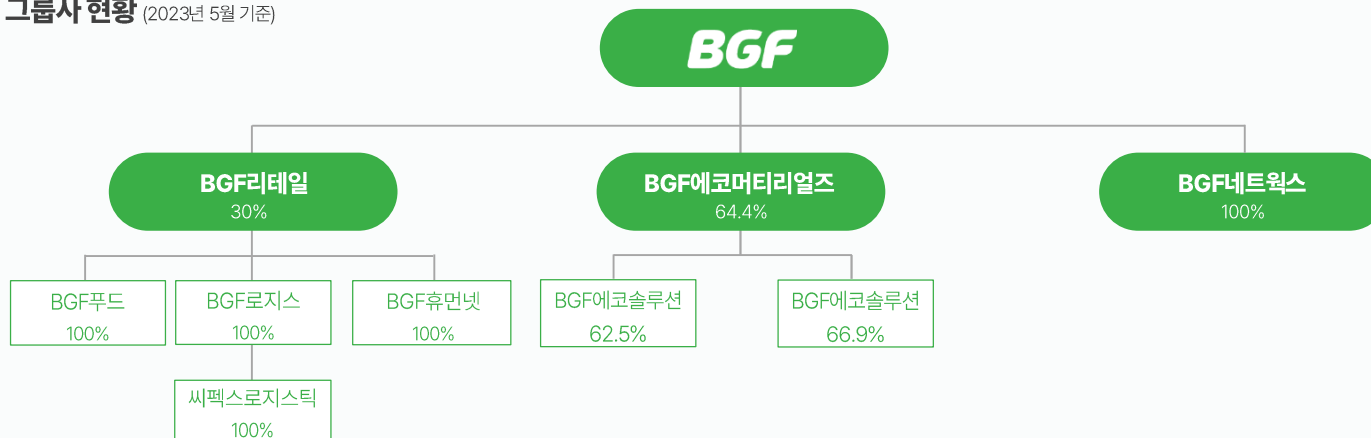 그룹사 현황 (2023년 5월 기준)
BGF
BGF리테일
30%
BGF에코머티리얼즈
64.4%
BGF네트웍스
100%
BGF푸드
100%
BGF로지스
100%
BGF휴먼넷
100%
BGF에코솔루션
62.5%
BGF에코솔루션
66.9%
씨펙스로지스틱
100%